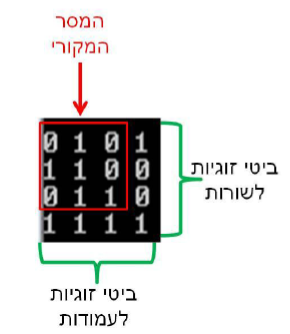 המסר
המקורי
0 1 0 1
1 1 0 0
0 1 1 0
1 1 1 1
ביטי זוגיות
לשורות
ביטי זוגיות
לעמודות